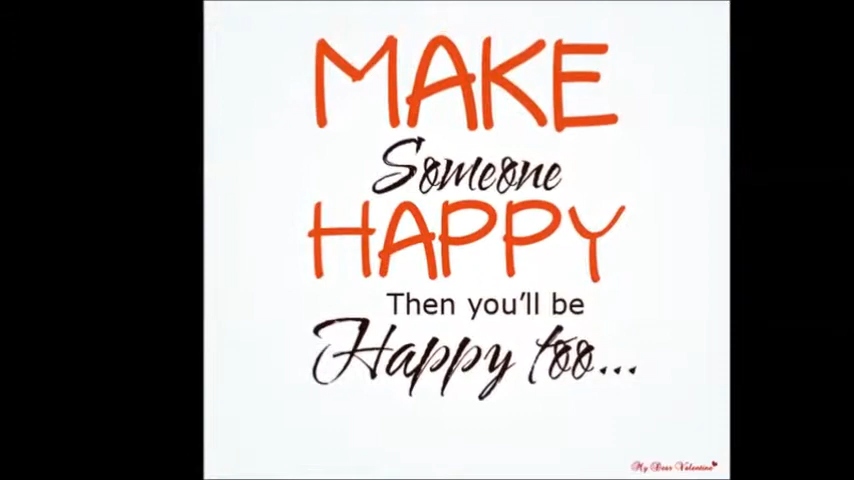 MAKE
Someone
HAPPY
Then you'll be
Happy too...
My Dear Valentine